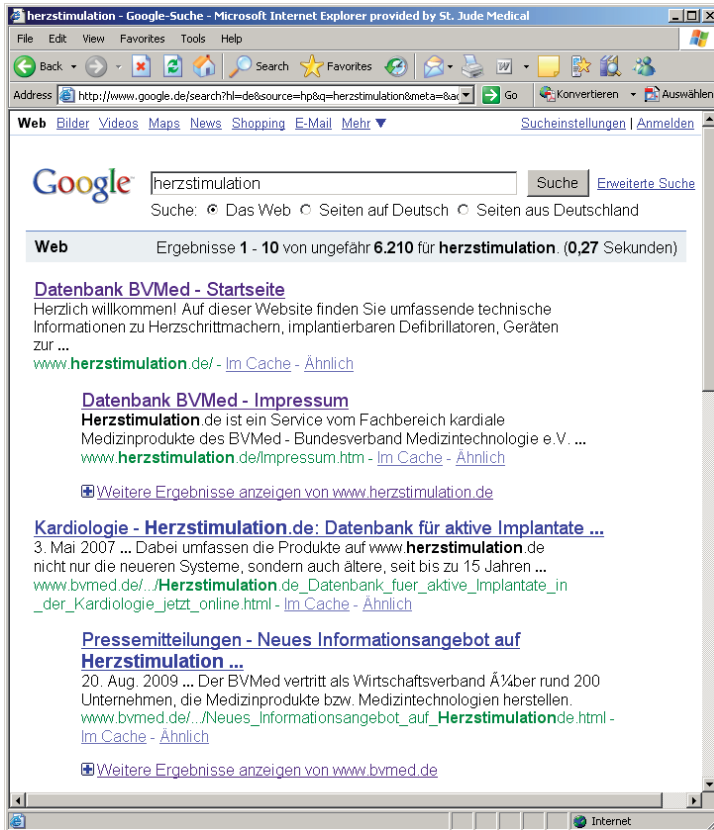 herzstimulation - Google-Suche - Microsoft Internet Explorer provided by St. Jude Medical
File Edit View Favorites Tools Help
Back Search Favorites
Address http://www.google.de/search?hl=de&source=hp&q=herzstimulation&meta=&ac Go Konvertieren Auswählen
Web Bilder Videos Maps News Shopping E-Mail Mehr ▼ Sucheinstellungen | Anmelden
Google herzstimulation Suche Erweiterte Suche
Suche: Das Web Seiten auf Deutsch Seiten aus Deutschland
Web Ergebnisse 1 - 10 von ungefähr 6.210 für herzstimulation. (0,27 Sekunden)
Datenbank BVMed - Startseite
Herzlich willkommen! Auf dieser Website finden Sie umfassende technische
Informationen zu Herzschrittmachern, implantierbaren Defibrillatoren, Geräten
zur ...
www.herzstimulation.de/ - Im Cache - Ähnlich
Datenbank BVMed - Impressum
Herzstimulation.de ist ein Service vom Fachbereich kardiale
Medizinprodukte des BVMed - Bundesverband Medizintechnologie e.V. ...
www.herzstimulation.de/Impressum.htm - Im Cache - Ähnlich
Weitere Ergebnisse anzeigen von www.herzstimulation.de
Kardiologie - Herzstimulation.de: Datenbank für aktive Implantate ...
3. Mai 2007 ... Dabei umfassen die Produkte auf www.herzstimulation.de
nicht nur die neueren Systeme, sondern auch ältere, seit bis zu 15 Jahren ...
www.bvmed.de/.../Herzstimulation.de_Datenbank_fuer_aktive_Implantate_in
_der_Kardiologie_jetzt_online.html - Im Cache - Ähnlich
Pressemitteilungen - Neues Informationsangebot auf
Herzstimulation ...
20. Aug. 2009 ... Der BVMed vertritt als Wirtschaftsverband Ã¼ber rund 200
Unternehmen, die Medizinprodukte bzw. Medizintechnologien herstellen.
www.bvmed.de/.../Neues_Informationsangebot_auf_Herzstimulationde.html -
Im Cache - Ähnlich
Weitere Ergebnisse anzeigen von www.bvmed.de
Internet